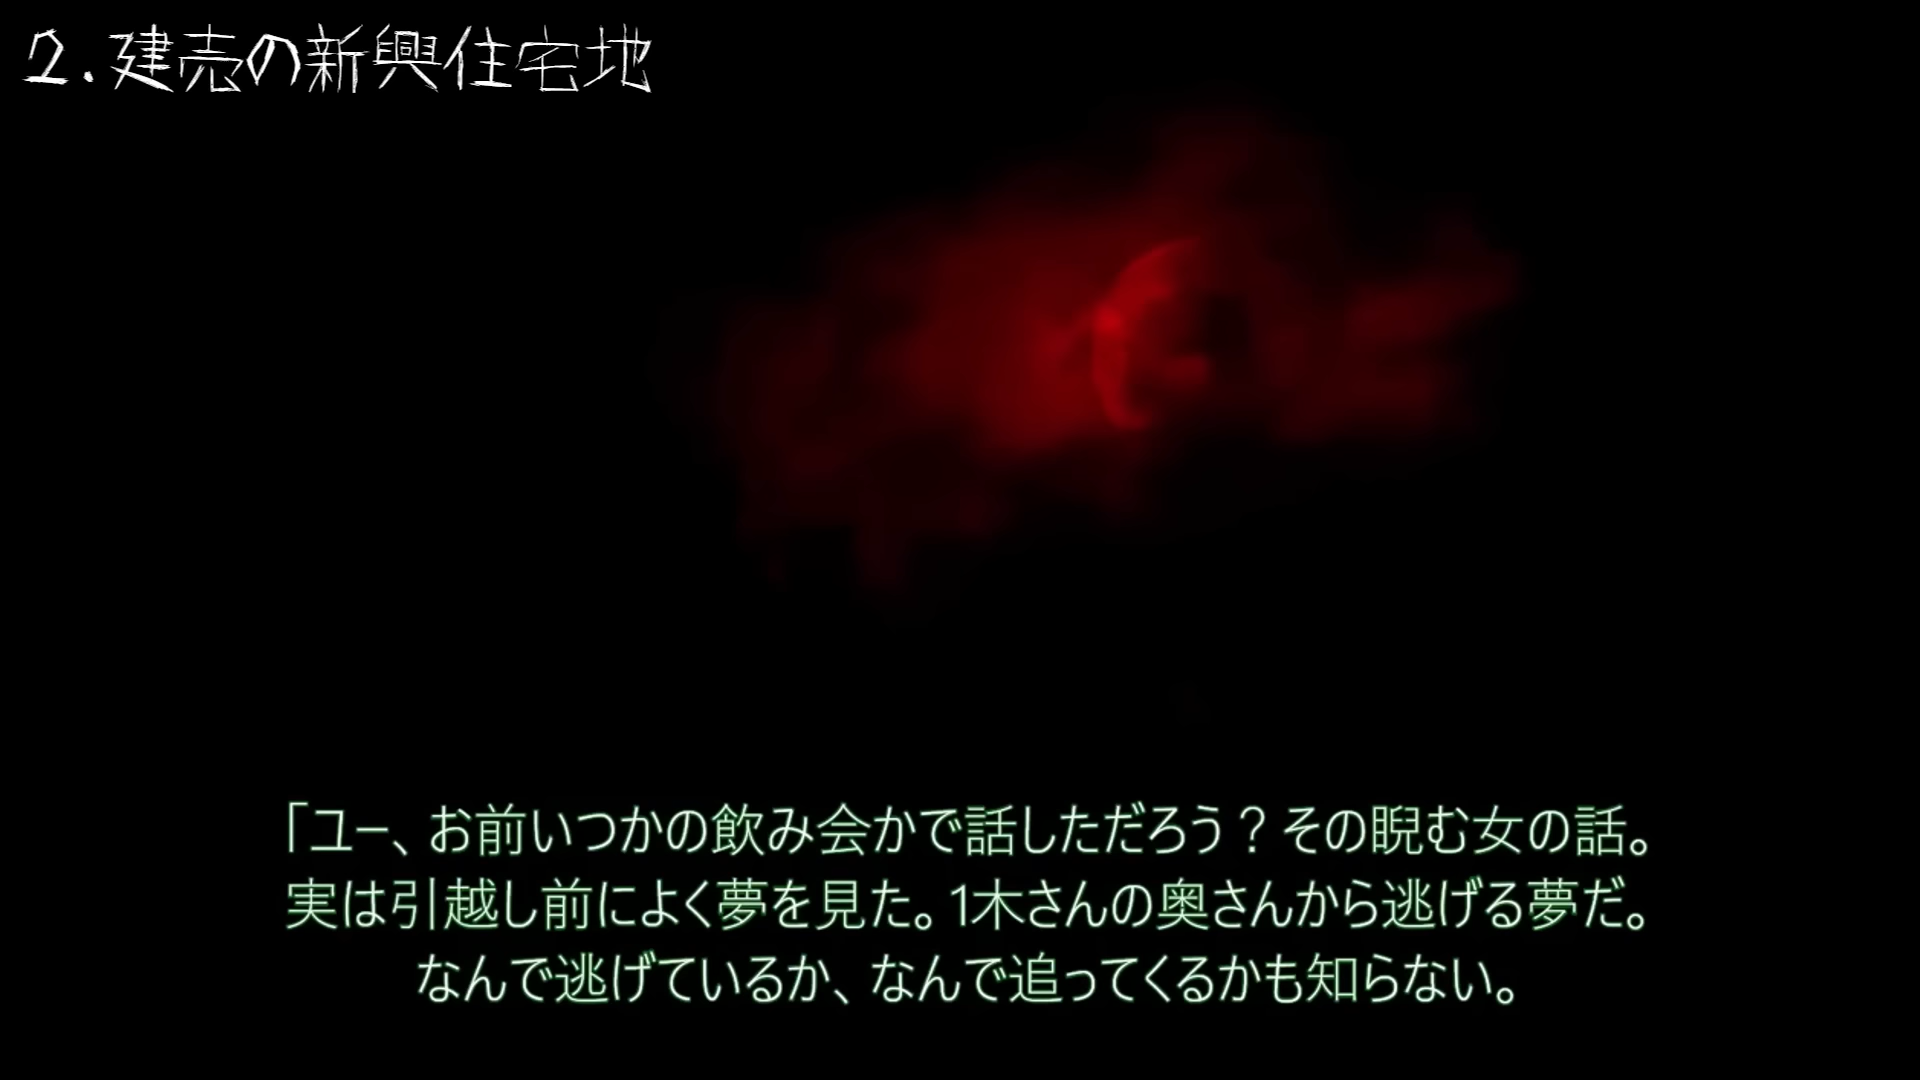 2.建売の新興住宅地
「ユー、お前いつかの飲み会かで話しただろう？その睨む女の話。
実は引越し前によく夢を見た。1木さんの奥さんから逃げる夢だ。
なんで逃げているか、なんで追ってくるかも知らない。